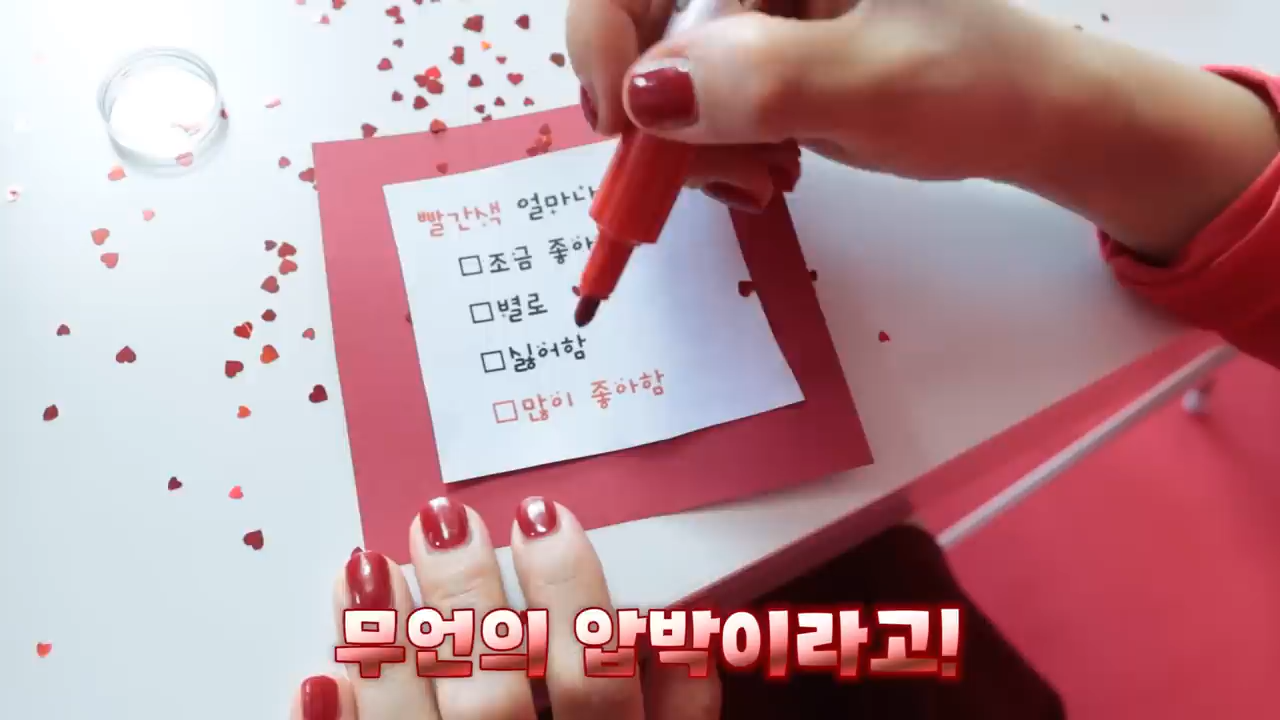 빨간색 얼마나
□조금 좋아
□별로
□싫어함
□많이 좋아함
무언의 압박이라고!